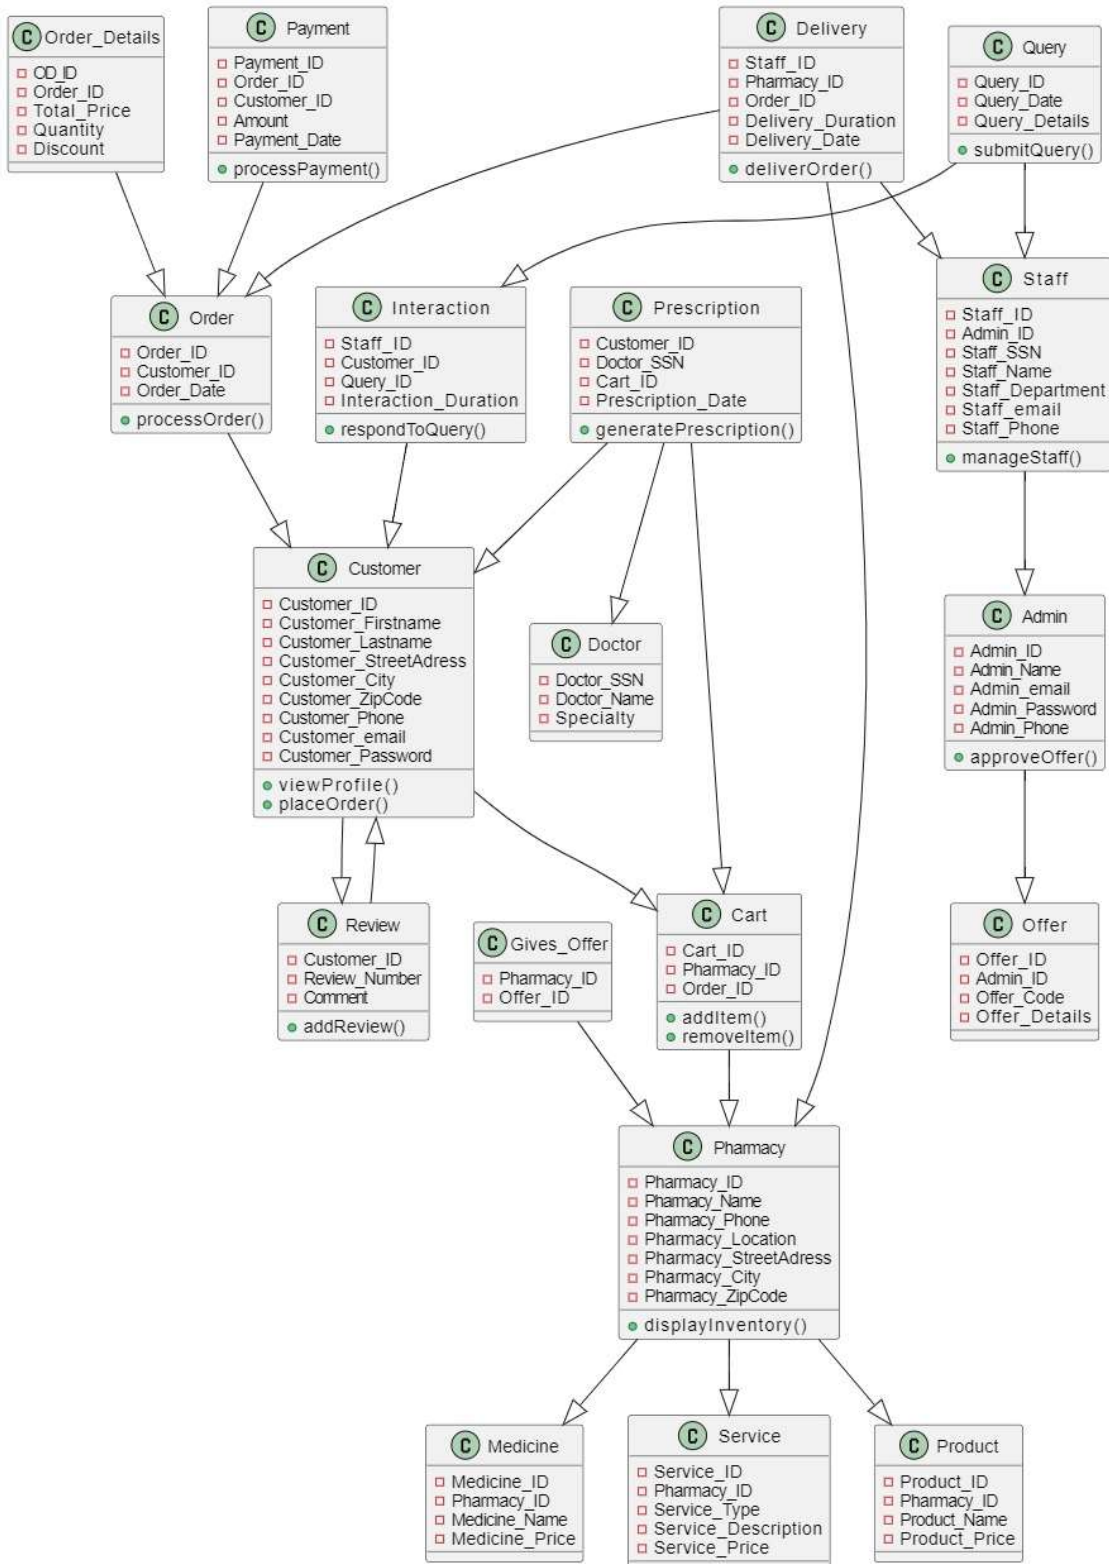 C Order_Details
OD_ID
Order_ID
Total_Price
Quantity
Discount
C Payment
Payment_ID
Order_ID
Customer_ID
Amount
Payment_Date
processPayment()
C Delivery
Staff_ID
Pharmacy_ID
Order_ID
Delivery_Duration
Delivery_Date
deliverOrder()
C Query
Query_ID
Query_Date
Query_Details
submitQuery()
C Order
Order_ID
Customer_ID
Order_Date
processOrder()
C Interaction
Staff_ID
Customer_ID
Query_ID
Interaction_Duration
respondToQuery()
C Prescription
Customer_ID
Doctor_SSN
Cart_ID
Prescription_Date
generatePrescription()
C Staff
Staff_ID
Admin_ID
Staff_SSN
Staff_Name
Staff_Department
Staff_email
Staff_Phone
manageStaff()
C Customer
Customer_ID
Customer_Firstname
Customer_Lastname
Customer_StreetAdress
Customer_City
Customer_ZipCode
Customer_Phone
Customer_email
Customer_Password
viewProfile()
placeOrder()
C Doctor
Doctor_SSN
Doctor_Name
Specialty
C Admin
Admin_ID
Admin_Name
Admin_email
Admin_Password
Admin_Phone
approveOffer()
C Review
Customer_ID
Review_Number
Comment
addReview()
C Gives_Offer
Pharmacy_ID
Offer_ID
C Cart
Cart_ID
Pharmacy_ID
Order_ID
addItem()
removeItem()
C Offer
Offer_ID
Admin_ID
Offer_Code
Offer_Details
C Pharmacy
Pharmacy_ID
Pharmacy_Name
Pharmacy_Phone
Pharmacy_Location
Pharmacy_StreetAdress
Pharmacy_City
Pharmacy_ZipCode
displayInventory()
C Medicine
Medicine_ID
Pharmacy_ID
Medicine_Name
Medicine_Price
C Service
Service_ID
Pharmacy_ID
Service_Type
Service_Description
Service_Price
C Product
Product_ID
Pharmacy_ID
Product_Name
Product_Price